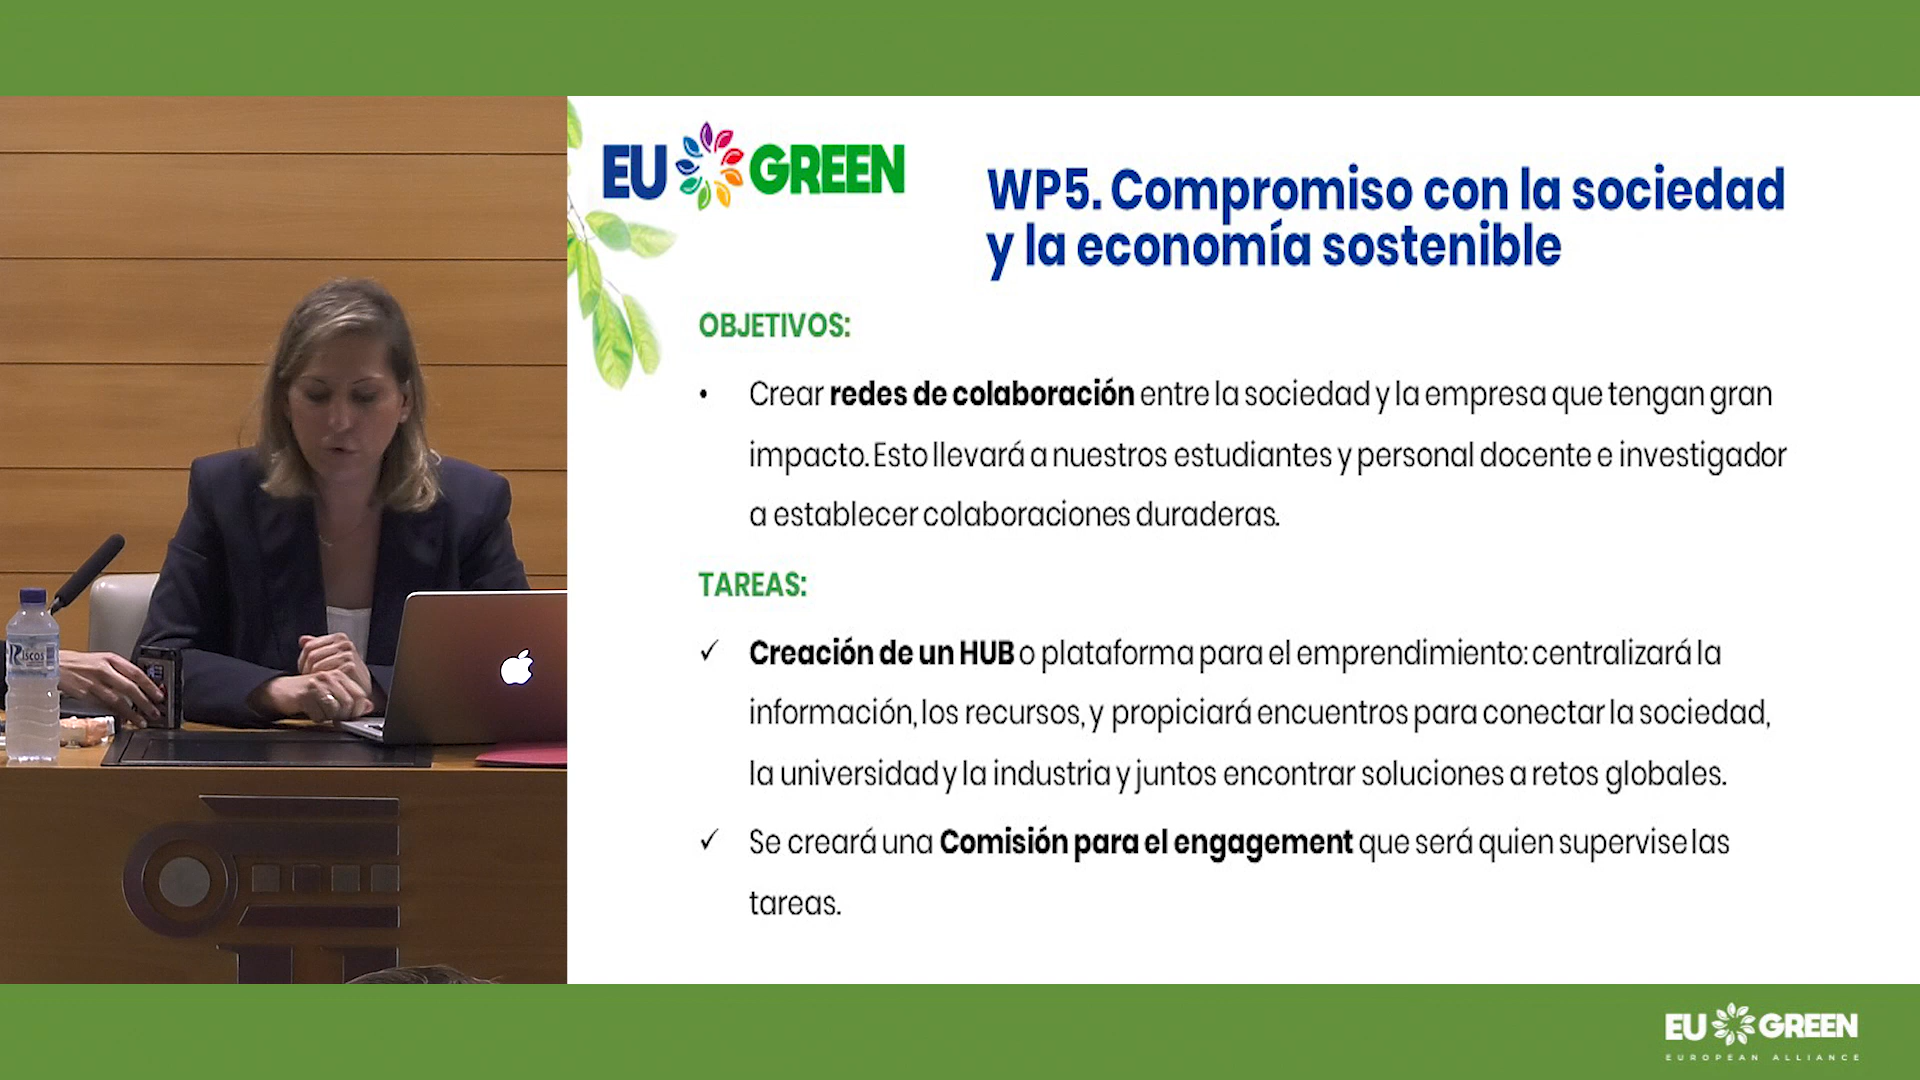 EU GREEN
WP5. Compromiso con la sociedad
y la economía sostenible
OBJETIVOS:
• Crear redes de colaboración entre la sociedad y la empresa que tengan gran
impacto. Esto llevará a nuestros estudiantes y personal docente e investigador
a establecer colaboraciones duraderas.
TAREAS:
✓ Creación de un HUB o plataforma para el emprendimiento: centralizará la
información, los recursos, y propiciará encuentros para conectar la sociedad,
la universidad y la industria y juntos encontrar soluciones a retos globales.
✓ Se creará una Comisión para el engagement que será quien supervise las
tareas.
Riscos
EU GREEN
EUROPEAN ALLIANCE